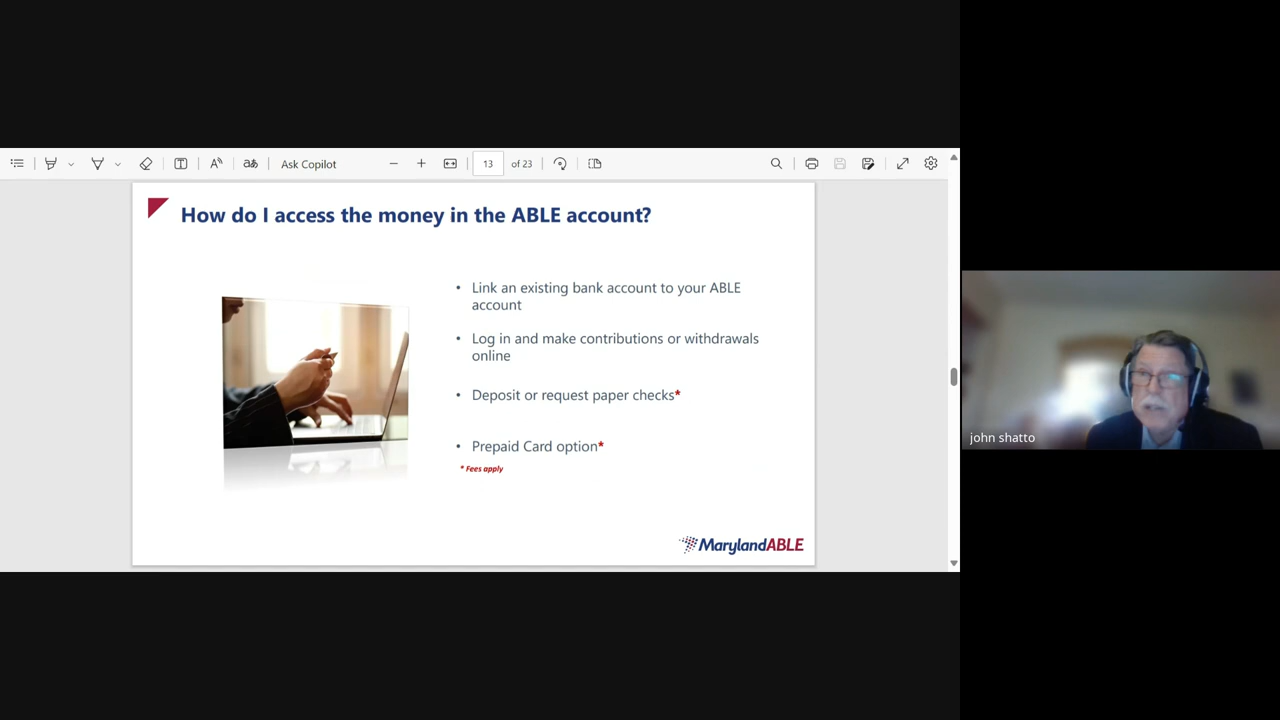 Ask Copilot
13 of 23
How do I access the money in the ABLE account?
• Link an existing bank account to your ABLE
account
• Log in and make contributions or withdrawals
online
• Deposit or request paper checks*
• Prepaid Card option*
* Fees apply
MarylandABLE
john shatto